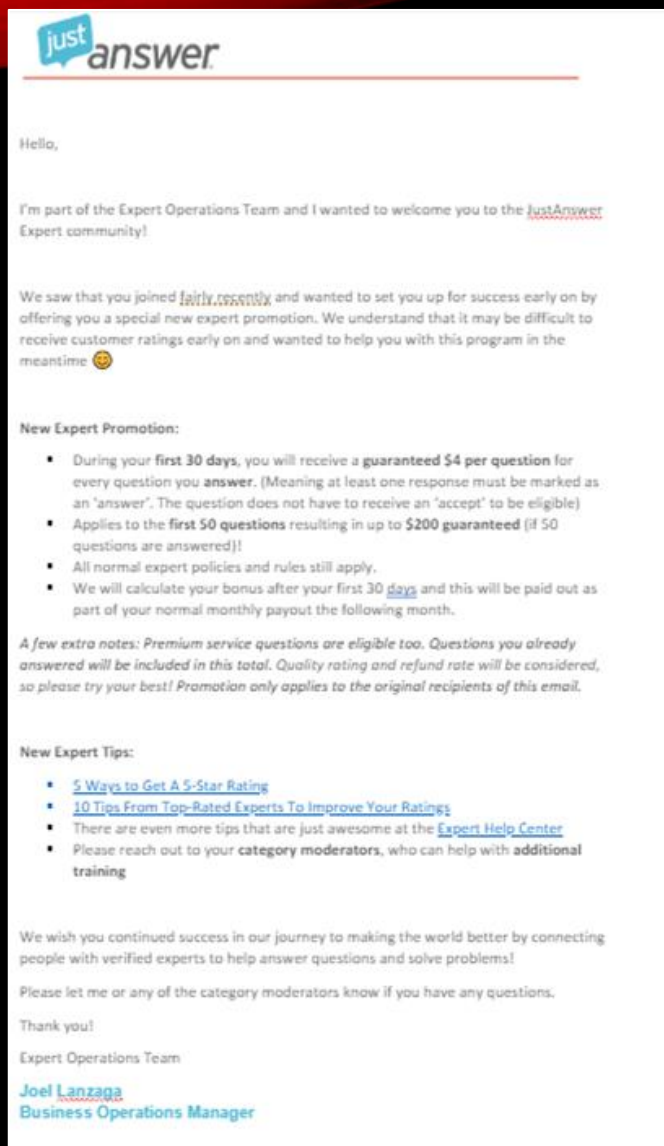 just
answer
Hello,
I'm part of the Expert Operations Team and I wanted to welcome you to the JustAnswer
Expert community!
We saw that you joined fairly recently and wanted to set you up for success early on by
offering you a special new expert promotion. We understand that it may be difficult to
receive customer ratings early on and wanted to help you with this program in the
meantime 😊
New Expert Promotion:
▪ During your first 30 days, you will receive a guaranteed $4 per question for
every question you answer. (Meaning at least one response must be marked as
an 'answer'. The question does not have to receive an 'accept' to be eligible)
▪ Applies to the first 50 questions resulting in up to $200 guaranteed (if 50
questions are answered)!
▪ All normal expert policies and rules still apply.
▪ We will calculate your bonus after your first 30 days and this will be paid out as
part of your normal monthly payout the following month.
A few extra notes: Premium service questions are eligible too. Questions you already
answered will be included in this total. Quality rating and refund rate will be considered,
so please try your best! Promotion only applies to the original recipients of this email.
New Expert Tips:
▪ 5 Ways to Get A 5-Star Rating
▪ 10 Tips From Top-Rated Experts To Improve Your Ratings
▪ There are even more tips that are just awesome at the Expert Help Center
▪ Please reach out to your category moderators, who can help with additional
training
We wish you continued success in our journey to making the world better by connecting
people with verified experts to help answer questions and solve problems!
Please let me or any of the category moderators know if you have any questions.
Thank you!
Expert Operations Team
Joel Lanzaga
Business Operations Manager